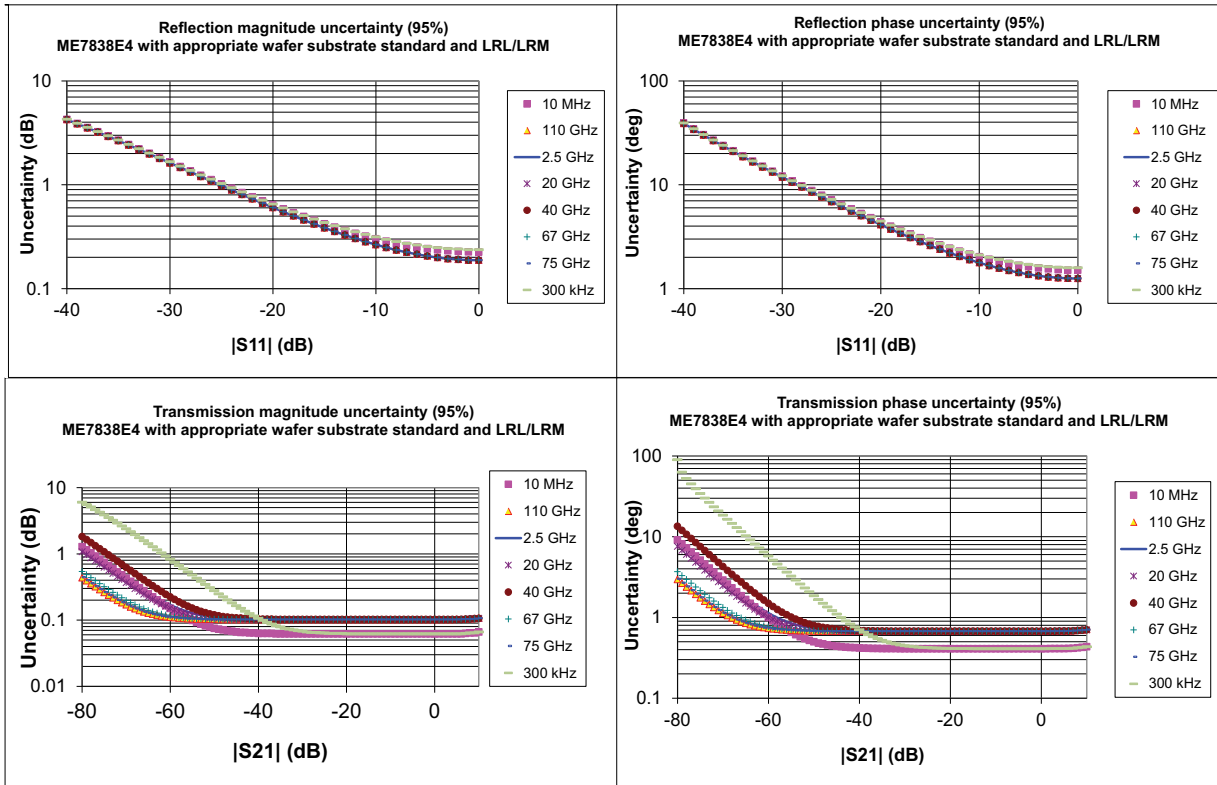 Reflection magnitude uncertainty (95%)
ME7838E4 with appropriate wafer substrate standard and LRL/LRM
10
1
0.1
Uncertainty (dB)
-40 -30 -20 -10 0
|S11| (dB)
10 MHz
110 GHz
2.5 GHz
20 GHz
40 GHz
67 GHz
75 GHz
300 kHz
Reflection phase uncertainty (95%)
ME7838E4 with appropriate wafer substrate standard and LRL/LRM
100
10
1
Uncertainty (deg)
-40 -30 -20 -10 0
|S11| (dB)
10 MHz
110 GHz
2.5 GHz
20 GHz
40 GHz
67 GHz
75 GHz
300 kHz
Transmission magnitude uncertainty (95%)
ME7838E4 with appropriate wafer substrate standard and LRL/LRM
10
1
0.1
0.01
Uncertainty (dB)
-80 -60 -40 -20 0
|S21| (dB)
10 MHz
110 GHz
2.5 GHz
20 GHz
40 GHz
67 GHz
75 GHz
300 kHz
Transmission phase uncertainty (95%)
ME7838E4 with appropriate wafer substrate standard and LRL/LRM
100
10
1
0.1
Uncertainty (deg)
-80 -60 -40 -20 0
|S21| (dB)
10 MHz
110 GHz
2.5 GHz
20 GHz
40 GHz
67 GHz
75 GHz
300 kHz